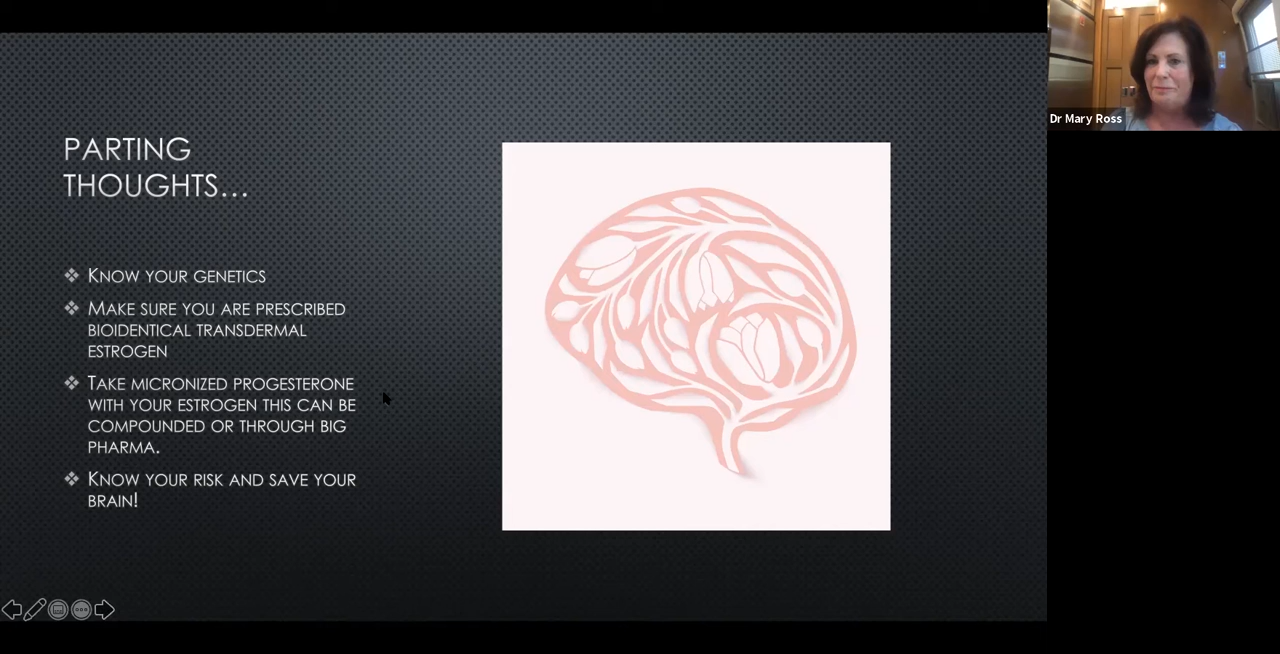 PARTING
THOUGHTS…
KNOW YOUR GENETICS
MAKE SURE YOU ARE PRESCRIBED
BIOIDENTICAL TRANSDERMAL
ESTROGEN
TAKE MICRONIZED PROGESTERONE
WITH YOUR ESTROGEN THIS CAN BE
COMPOUNDED OR THROUGH BIG
PHARMA.
KNOW YOUR RISK AND SAVE YOUR
BRAIN!
Dr Mary Ross